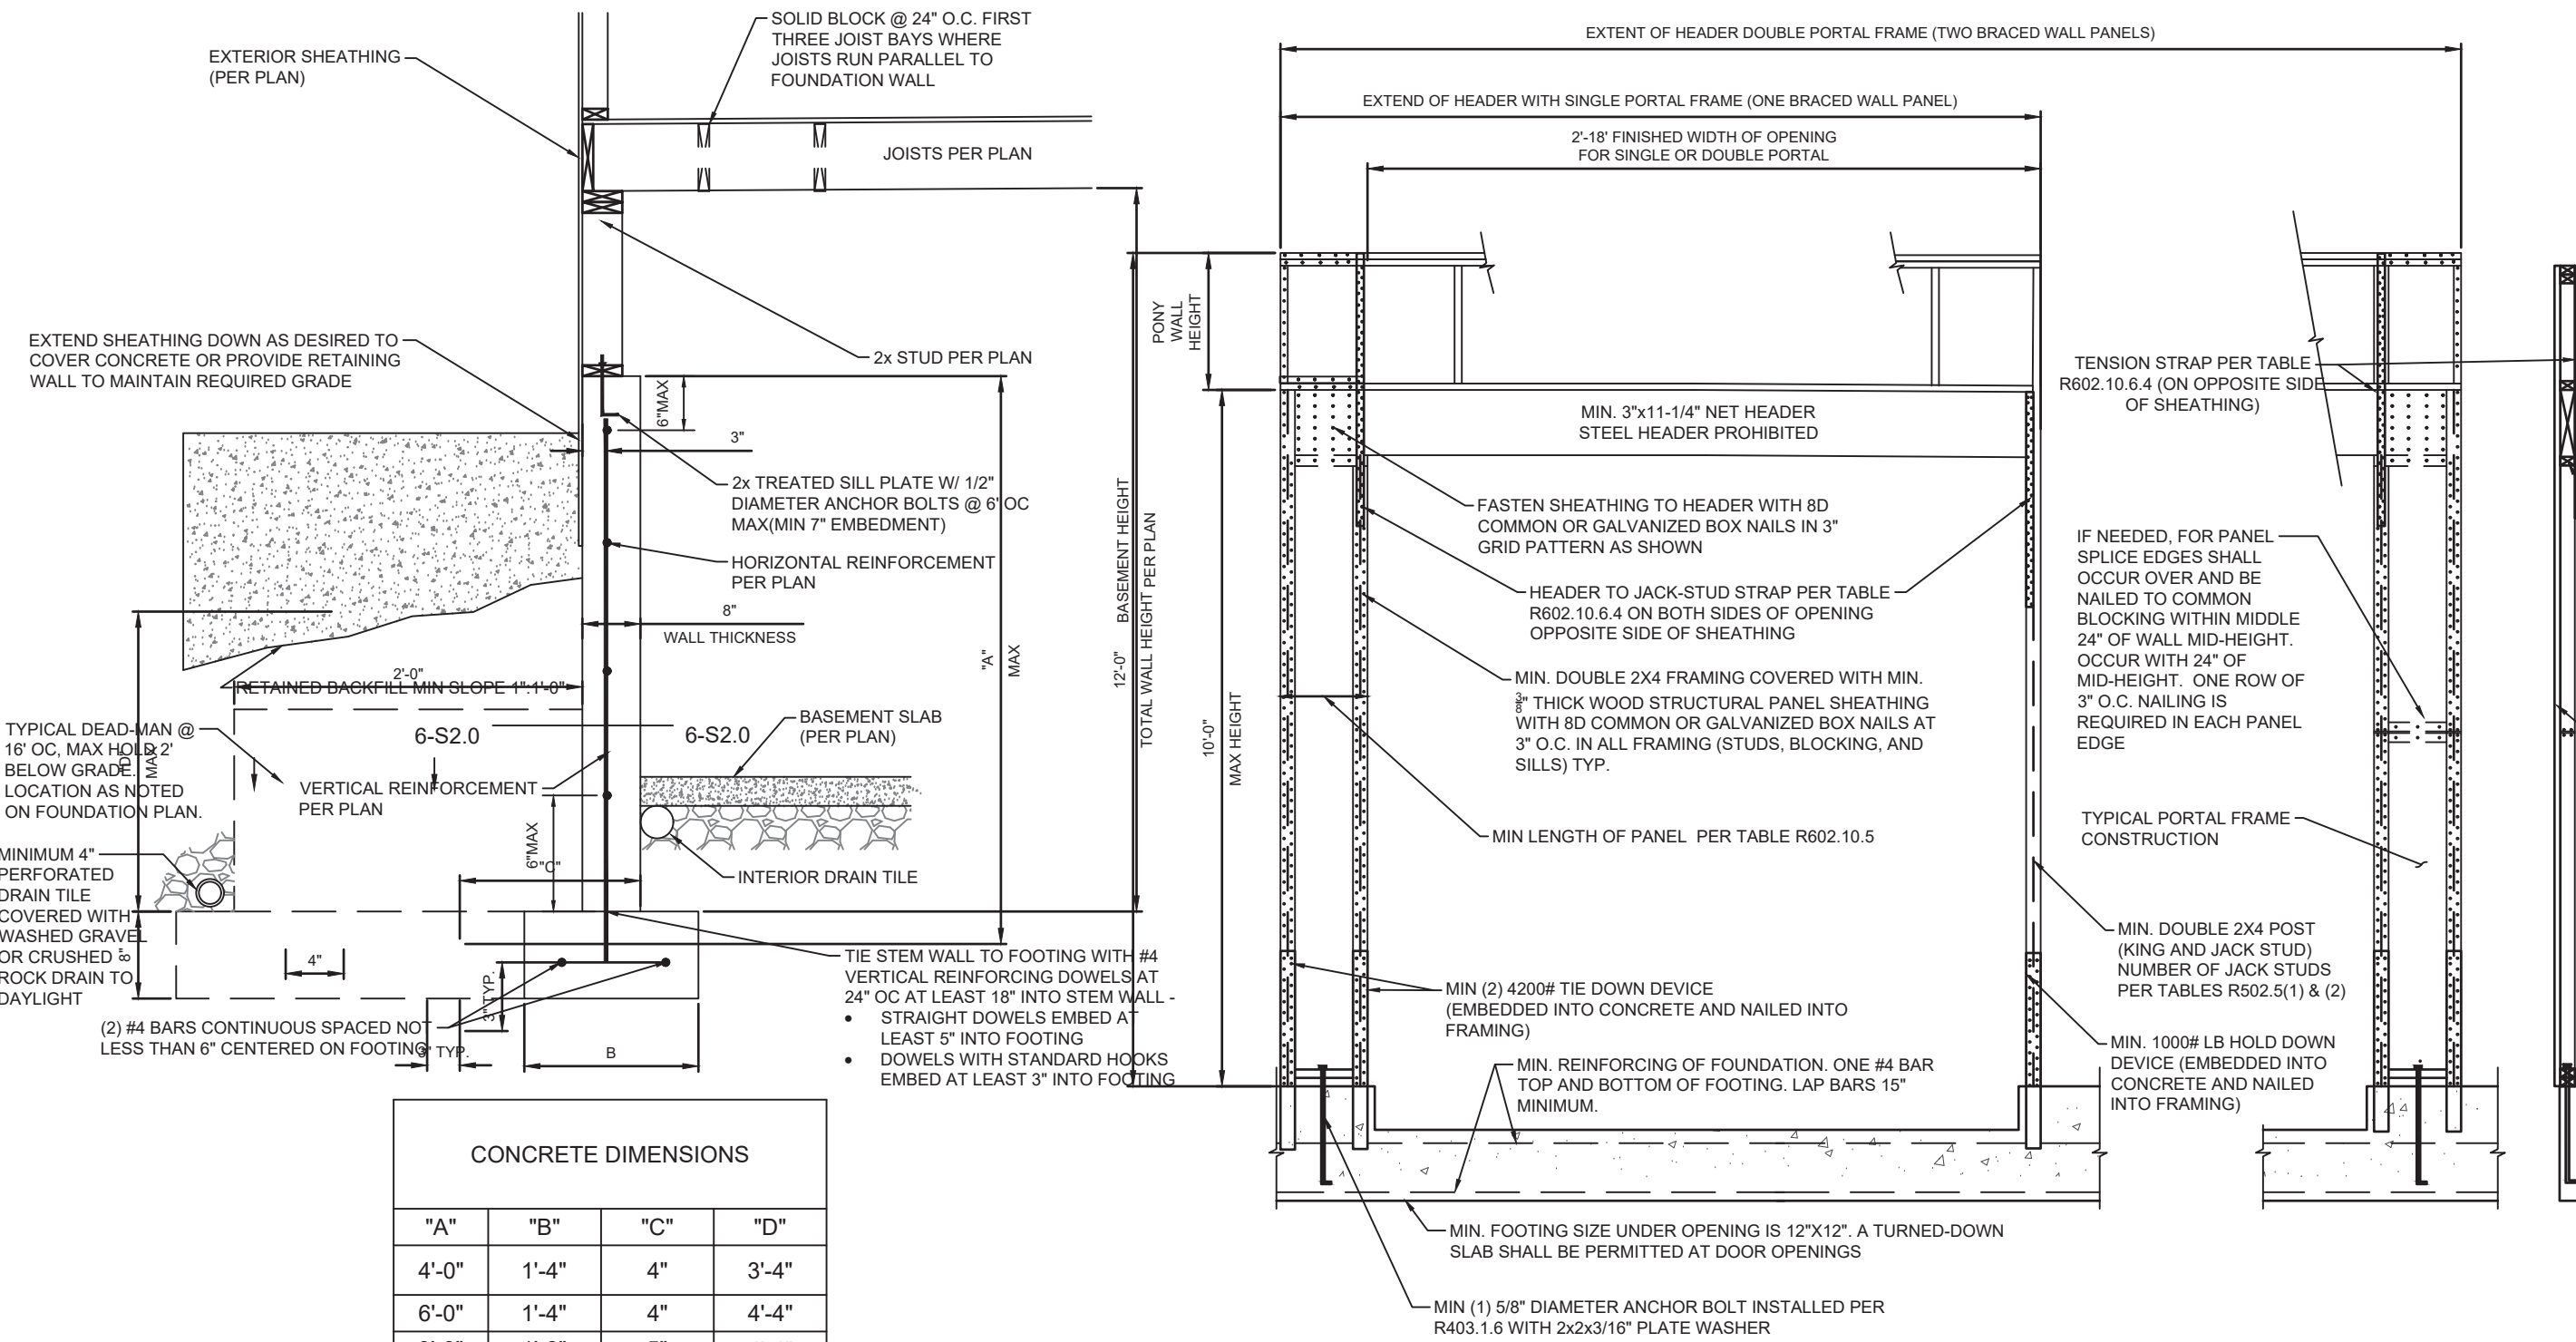 SOLID BLOCK @ 24" O.C. FIRST
THREE JOIST BAYS WHERE
JOISTS RUN PARALLEL TO
FOUNDATION WALL
EXTERIOR SHEATHING
(PER PLAN)
JOISTS PER PLAN
EXTEND SHEATHING DOWN AS DESIRED TO
COVER CONCRETE OR PROVIDE RETAINING
WALL TO MAINTAIN REQUIRED GRADE
2x STUD PER PLAN
6"MAX
3"
2x TREATED SILL PLATE W/ 1/2"
DIAMETER ANCHOR BOLTS @ 6' OC
MAX(MIN 7" EMBEDMENT)
HORIZONTAL REINFORCEMENT
PER PLAN
8"
WALL THICKNESS
"A"
MAX
12'-0"
BASEMENT HEIGHT
TOTAL WALL HEIGHT PER PLAN
2'-0"
RETAINED BACKFILL MIN SLOPE 1":1'-0"
TYPICAL DEAD-MAN @
16' OC, MAX HOLD 2'
BELOW GRADE.
LOCATION AS NOTED
ON FOUNDATION PLAN.
"D"
MAX
6-S2.0
6-S2.0
BASEMENT SLAB
(PER PLAN)
VERTICAL REINFORCEMENT
PER PLAN
6"MAX
"C"
INTERIOR DRAIN TILE
MINIMUM 4"
PERFORATED
DRAIN TILE
COVERED WITH
WASHED GRAVEL
OR CRUSHED
ROCK DRAIN TO
DAYLIGHT
8"
4"
3" TYP.
3" TYP.
B
(2) #4 BARS CONTINUOUS SPACED NOT
LESS THAN 6" CENTERED ON FOOTING
TIE STEM WALL TO FOOTING WITH #4
VERTICAL REINFORCING DOWELS AT
24" OC AT LEAST 18" INTO STEM WALL -
• STRAIGHT DOWELS EMBED AT
LEAST 5" INTO FOOTING
• DOWELS WITH STANDARD HOOKS
EMBED AT LEAST 3" INTO FOOTING
CONCRETE DIMENSIONS
"A" "B" "C" "D"
4'-0" 1'-4" 4" 3'-4"
6'-0" 1'-4" 4" 4'-4"
EXTENT OF HEADER DOUBLE PORTAL FRAME (TWO BRACED WALL PANELS)
EXTEND OF HEADER WITH SINGLE PORTAL FRAME (ONE BRACED WALL PANEL)
2'-18' FINISHED WIDTH OF OPENING
FOR SINGLE OR DOUBLE PORTAL
PONY
WALL
HEIGHT
10'-0"
MAX HEIGHT
MIN. 3"x11-1/4" NET HEADER
STEEL HEADER PROHIBITED
FASTEN SHEATHING TO HEADER WITH 8D
COMMON OR GALVANIZED BOX NAILS IN 3"
GRID PATTERN AS SHOWN
HEADER TO JACK-STUD STRAP PER TABLE
R602.10.6.4 ON BOTH SIDES OF OPENING
OPPOSITE SIDE OF SHEATHING
MIN. DOUBLE 2X4 FRAMING COVERED WITH MIN.
3/8" THICK WOOD STRUCTURAL PANEL SHEATHING
WITH 8D COMMON OR GALVANIZED BOX NAILS AT
3" O.C. IN ALL FRAMING (STUDS, BLOCKING, AND
SILLS) TYP.
MIN LENGTH OF PANEL PER TABLE R602.10.5
MIN (2) 4200# TIE DOWN DEVICE
(EMBEDDED INTO CONCRETE AND NAILED INTO
FRAMING)
MIN. REINFORCING OF FOUNDATION. ONE #4 BAR
TOP AND BOTTOM OF FOOTING. LAP BARS 15"
MINIMUM.
MIN. FOOTING SIZE UNDER OPENING IS 12"X12". A TURNED-DOWN
SLAB SHALL BE PERMITTED AT DOOR OPENINGS
MIN (1) 5/8" DIAMETER ANCHOR BOLT INSTALLED PER
R403.1.6 WITH 2x2x3/16" PLATE WASHER
TENSION STRAP PER TABLE
R602.10.6.4 (ON OPPOSITE SIDE
OF SHEATHING)
IF NEEDED, FOR PANEL
SPLICE EDGES SHALL
OCCUR OVER AND BE
NAILED TO COMMON
BLOCKING WITHIN MIDDLE
24" OF WALL MID-HEIGHT.
OCCUR WITH 24" OF
MID-HEIGHT. ONE ROW OF
3" O.C. NAILING IS
REQUIRED IN EACH PANEL
EDGE
TYPICAL PORTAL FRAME
CONSTRUCTION
MIN. DOUBLE 2X4 POST
(KING AND JACK STUD)
NUMBER OF JACK STUDS
PER TABLES R502.5(1) & (2)
MIN. 1000# LB HOLD DOWN
DEVICE (EMBEDDED INTO
CONCRETE AND NAILED
INTO FRAMING)